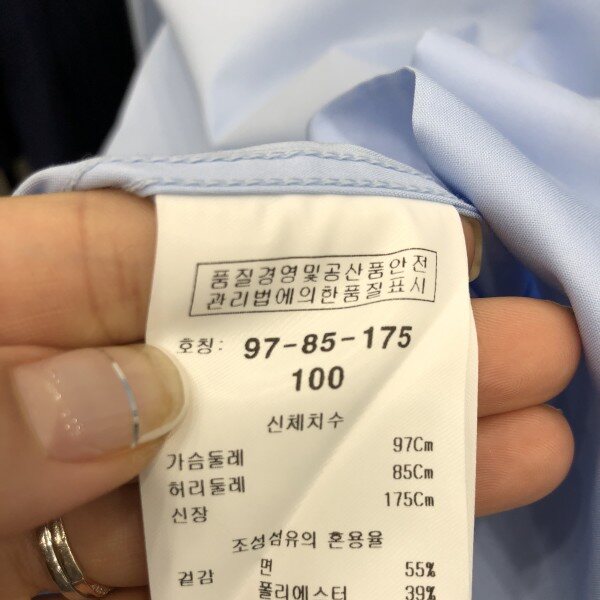 품질경영및공산품안전
관리법에의한품질표시
호칭: 97-85-175
100
신체치수
가슴둘레 97Cm
허리둘레 85Cm
신장 175Cm
조성섬유의 혼용율
겉감 면 55%
폴리에스터 39%